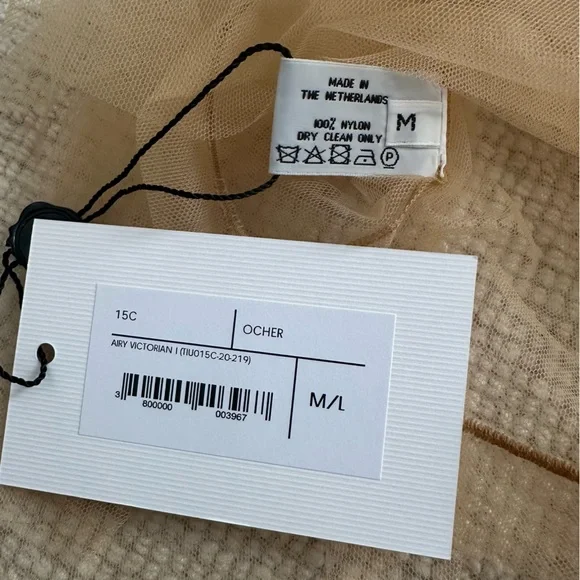 MADE IN
THE NETHERLANDS
M
100% NYLON
DRY CLEAN ONLY
P
15C
OCHER
AIRY VICTORIAN I (TIU015C-20-219)
3 800000 003967
M/L